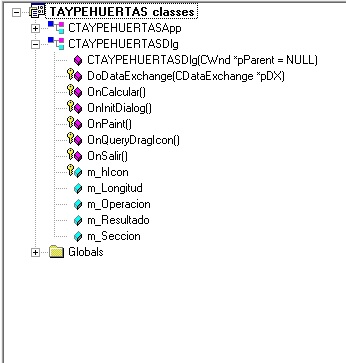 TAYPEHUERTAS classes
CTAYPEHUERTASApp
CTAYPEHUERTASDlg
CTAYPEHUERTASDlg(CWnd *pParent = NULL)
DoDataExchange(CDataExchange *pDX)
OnCalcular()
OnInitDialog()
OnPaint()
OnQueryDragIcon()
OnSalir()
m_hIcon
m_Longitud
m_Operacion
m_Resultado
m_Seccion
Globals